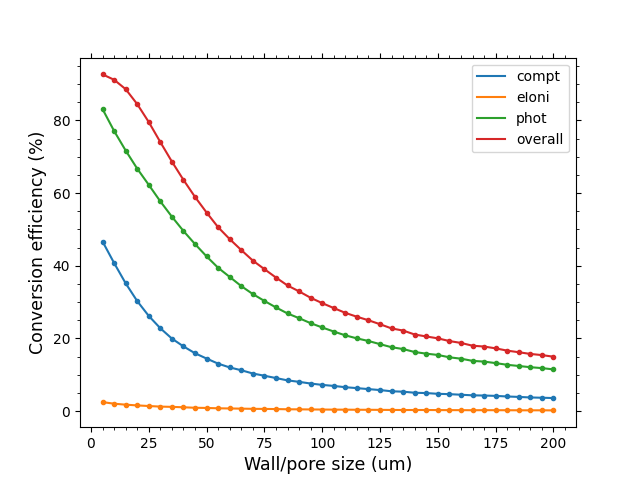 compt
eIoni
phot
overall
Conversion efficiency (%)
80
60
40
20
0
0 25 50 75 100 125 150 175 200
Wall/pore size (um)